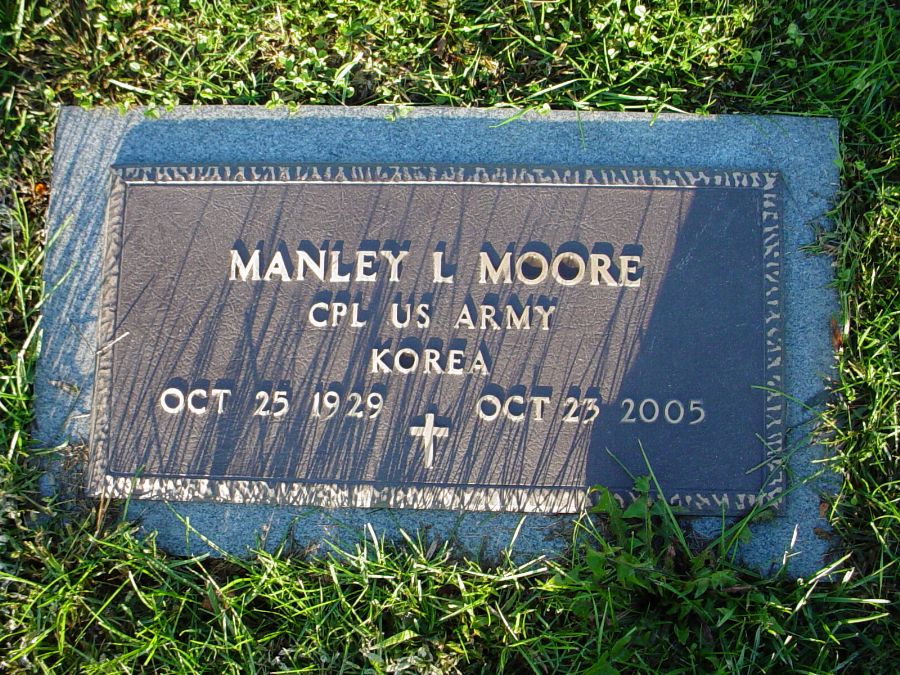 MANLEY L MOORE
CPL US ARMY
KOREA
OCT 25 1929 OCT 23 2005